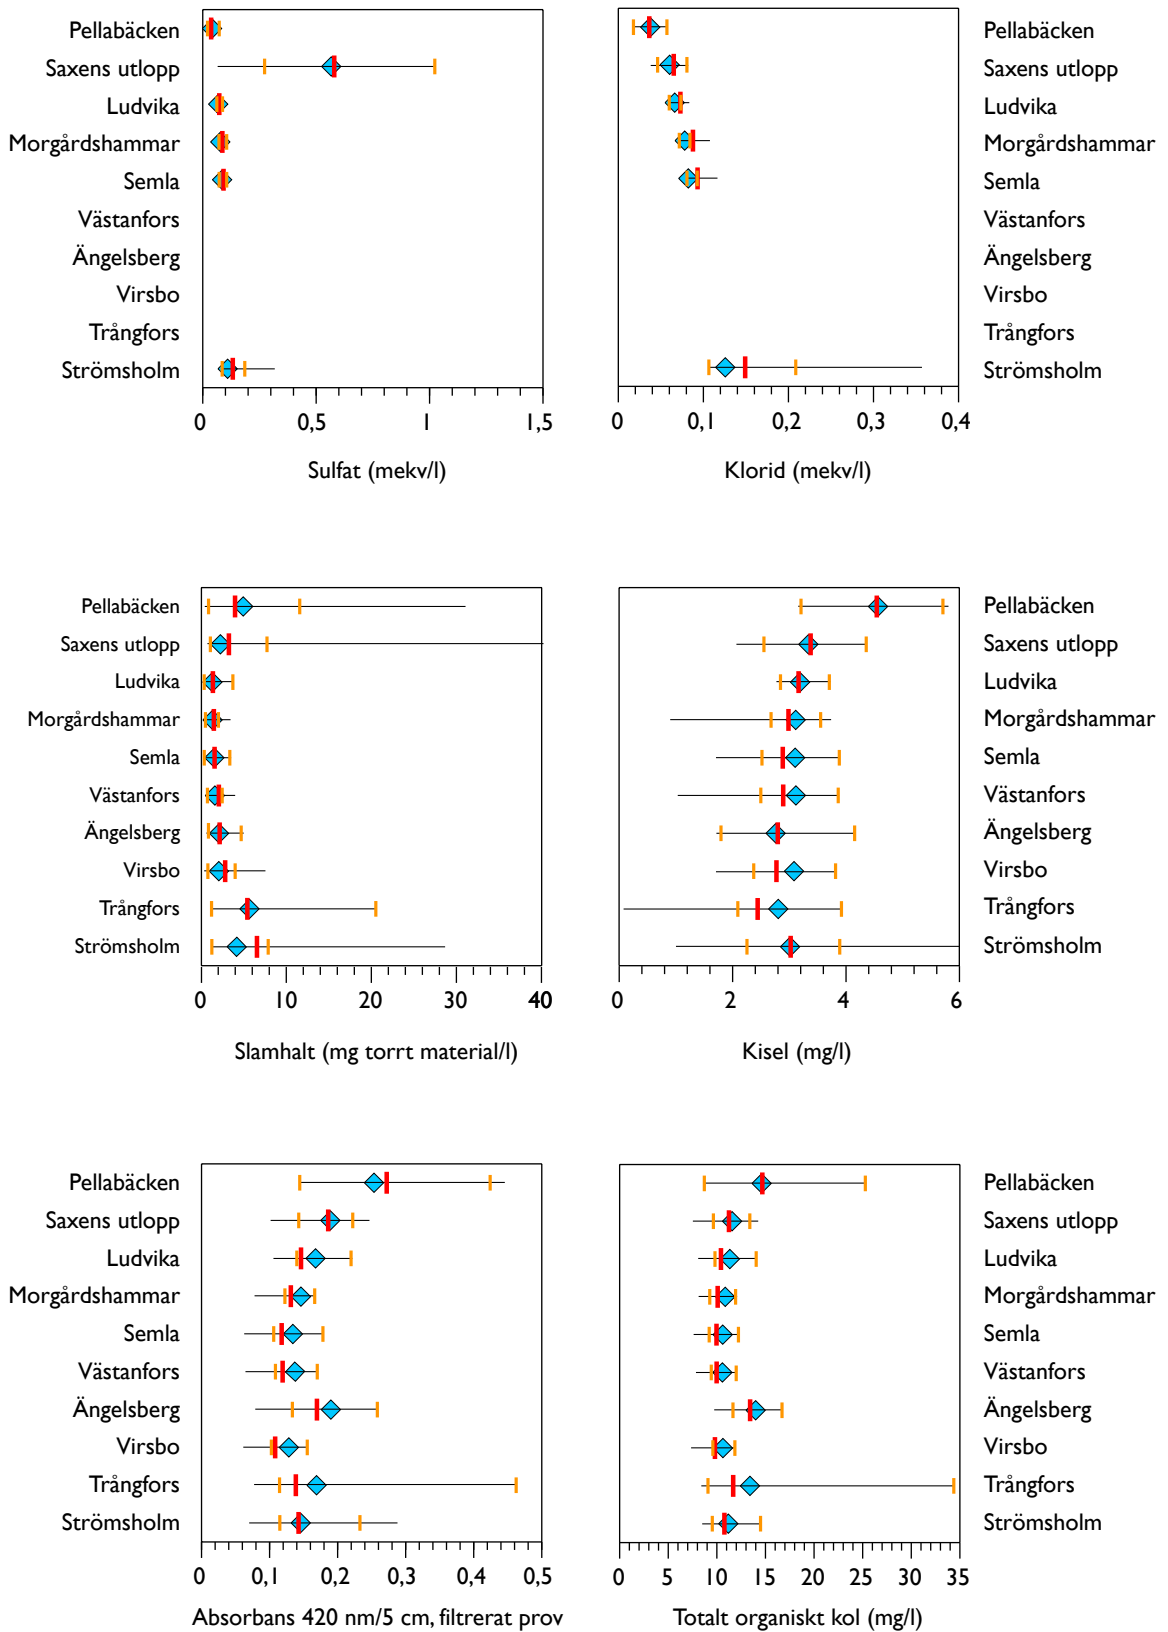 Pellabäcken
Saxens utlopp
Ludvika
Morgårdshammar
Semla
Västanfors
Ängelsberg
Virsbo
Trångfors
Strömsholm
0 0,5 1 1,5
Sulfat (mekv/l)
Pellabäcken
Saxens utlopp
Ludvika
Morgårdshammar
Semla
Västanfors
Ängelsberg
Virsbo
Trångfors
Strömsholm
0 0,1 0,2 0,3 0,4
Klorid (mekv/l)
Pellabäcken
Saxens utlopp
Ludvika
Morgårdshammar
Semla
Västanfors
Ängelsberg
Virsbo
Trångfors
Strömsholm
0 10 20 30 40
Slamhalt (mg torrt material/l)
Pellabäcken
Saxens utlopp
Ludvika
Morgårdshammar
Semla
Västanfors
Ängelsberg
Virsbo
Trångfors
Strömsholm
0 2 4 6
Kisel (mg/l)
Pellabäcken
Saxens utlopp
Ludvika
Morgårdshammar
Semla
Västanfors
Ängelsberg
Virsbo
Trångfors
Strömsholm
0 0,1 0,2 0,3 0,4 0,5
Absorbans 420 nm/5 cm, filtrerat prov
Pellabäcken
Saxens utlopp
Ludvika
Morgårdshammar
Semla
Västanfors
Ängelsberg
Virsbo
Trångfors
Strömsholm
0 5 10 15 20 25 30 35
Totalt organiskt kol (mg/l)